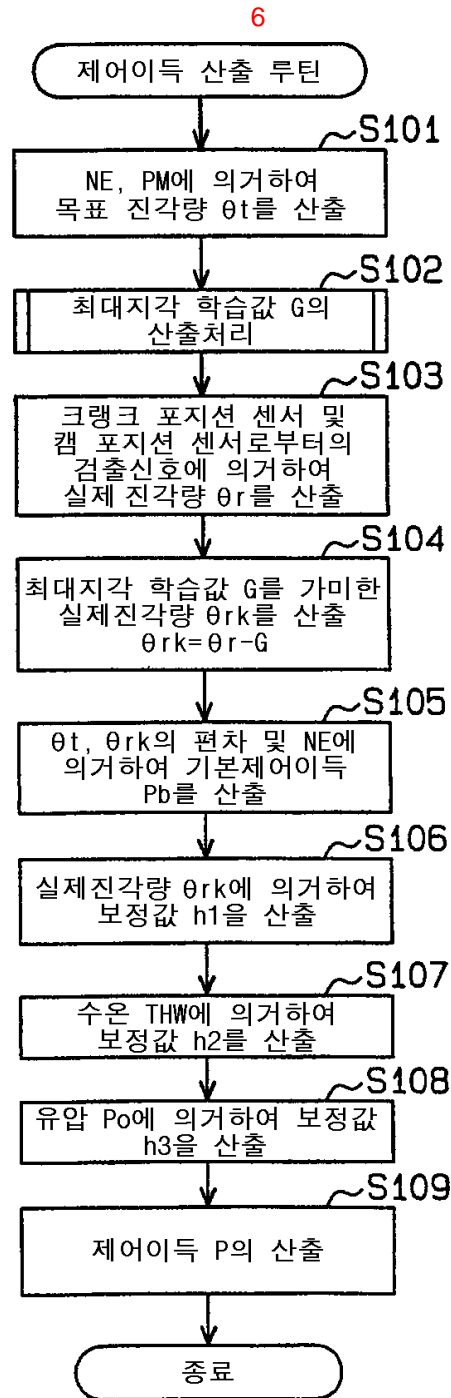 6
제어이득 산출 루틴
S101
NE, PM에 의거하여
목표 진각량 θt를 산출
S102
최대지각 학습값 G의
산출처리
S103
크랭크 포지션 센서 및
캠 포지션 센서로부터의
검출신호에 의거하여
실제 진각량 θr를 산출
S104
최대지각 학습값 G를 가미한
실제진각량 θrk를 산출
θrk=θr-G
S105
θt, θrk의 편차 및 NE에
의거하여 기본제어이득
Pb를 산출
S106
실제진각량 θrk에 의거하여
보정값 h1을 산출
S107
수온 THW에 의거하여
보정값 h2를 산출
S108
유압 Po에 의거하여 보정값
h3을 산출
S109
제어이득 P의 산출
종료